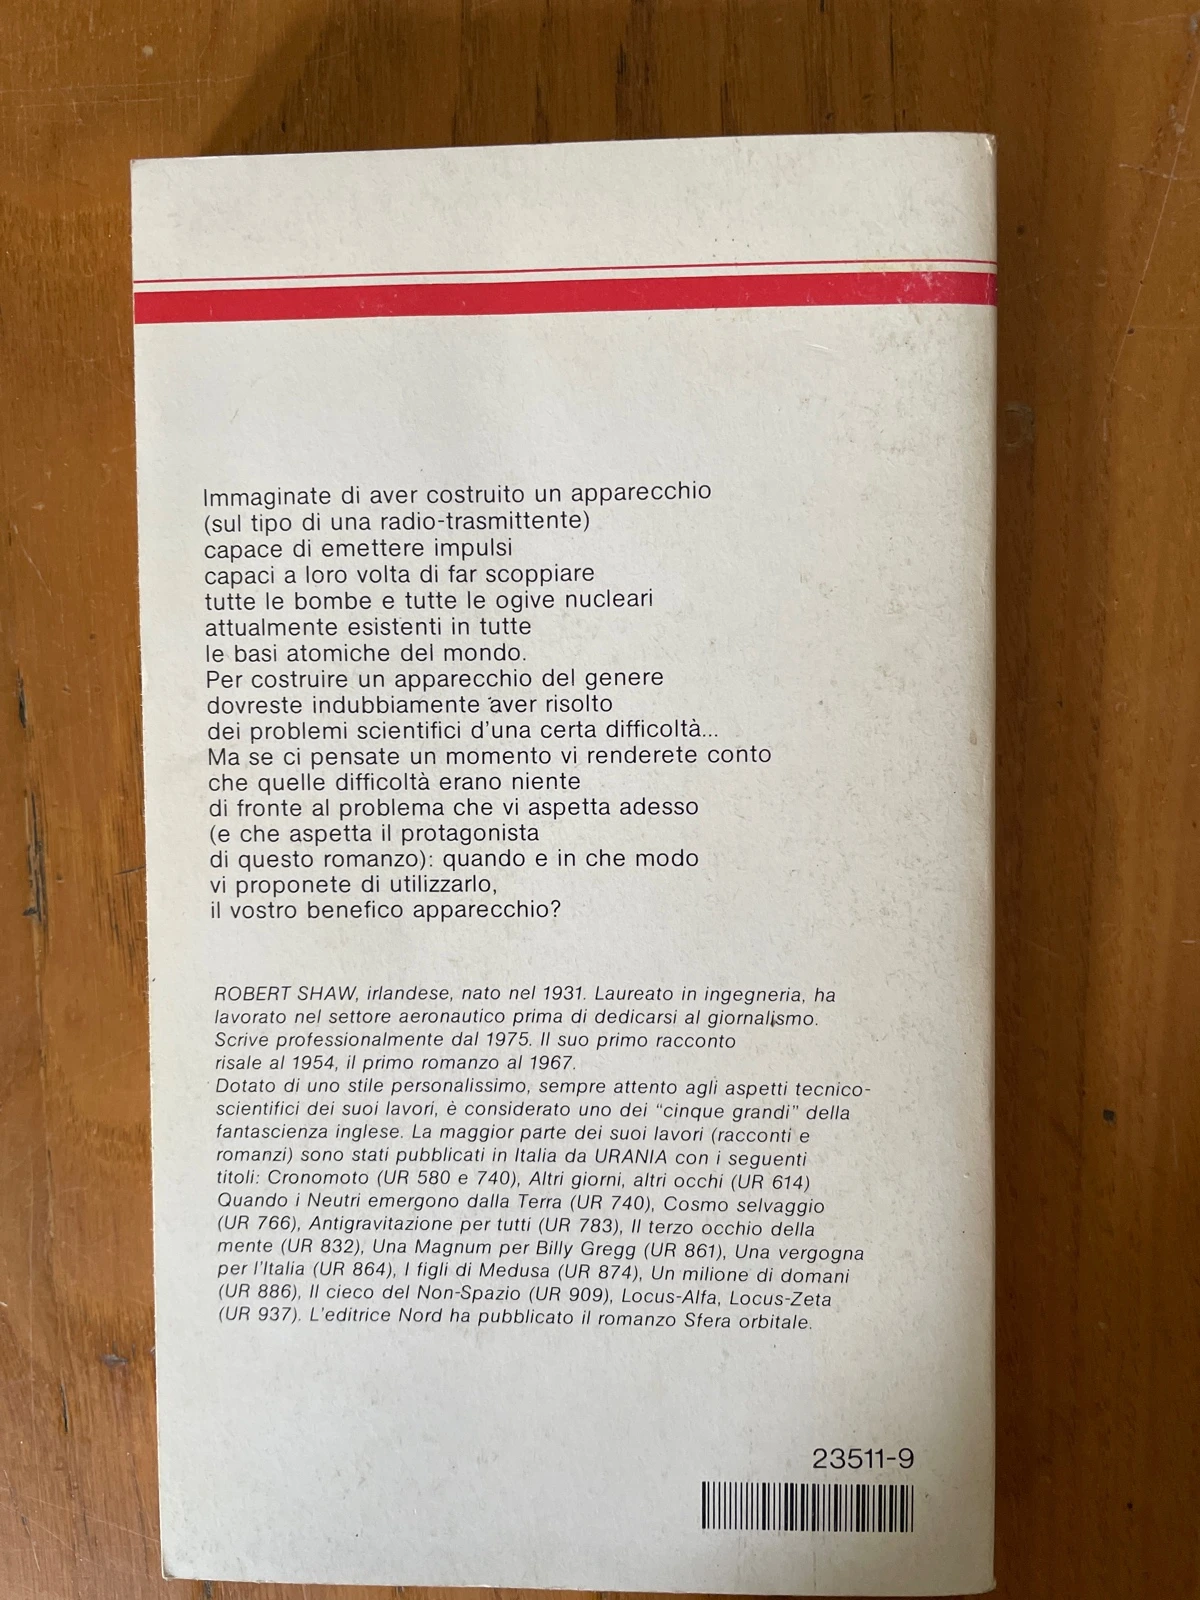 Immaginate di aver costruito un apparecchio
(sul tipo di una radio-trasmittente)
capace di emettere impulsi
capaci a loro volta di far scoppiare
tutte le bombe e tutte le ogive nucleari
attualmente esistenti in tutte
le basi atomiche del mondo.
Per costruire un apparecchio del genere
dovreste indubbiamente aver risolto
dei problemi scientifici d'una certa difficoltà...
Ma se ci pensate un momento vi renderete conto
che quelle difficoltà erano niente
di fronte al problema che vi aspetta adesso
(e che aspetta il protagonista
di questo romanzo): quando e in che modo
vi proponete di utilizzarlo,
il vostro benefico apparecchio?
ROBERT SHAW, irlandese, nato nel 1931. Laureato in ingegneria, ha
lavorato nel settore aeronautico prima di dedicarsi al giornalismo.
Scrive professionalmente dal 1975. Il suo primo racconto
risale al 1954, il primo romanzo al 1967.
Dotato di uno stile personalissimo, sempre attento agli aspetti tecnico-
scientifici dei suoi lavori, è considerato uno dei "cinque grandi" della
fantascienza inglese. La maggior parte dei suoi lavori (racconti e
romanzi) sono stati pubblicati in Italia da URANIA con i seguenti
titoli: Cronomoto (UR 580 e 740), Altri giorni, altri occhi (UR 614)
Quando i Neutri emergono dalla Terra (UR 740), Cosmo selvaggio
(UR 766), Antigravitazione per tutti (UR 783), Il terzo occhio della
mente (UR 832), Una Magnum per Billy Gregg (UR 861), Una vergogna
per l'Italia (UR 864), I figli di Medusa (UR 874), Un milione di domani
(UR 886), Il cieco del Non-Spazio (UR 909), Locus-Alfa, Locus-Zeta
(UR 937). L'editrice Nord ha pubblicato il romanzo Sfera orbitale.
23511-9